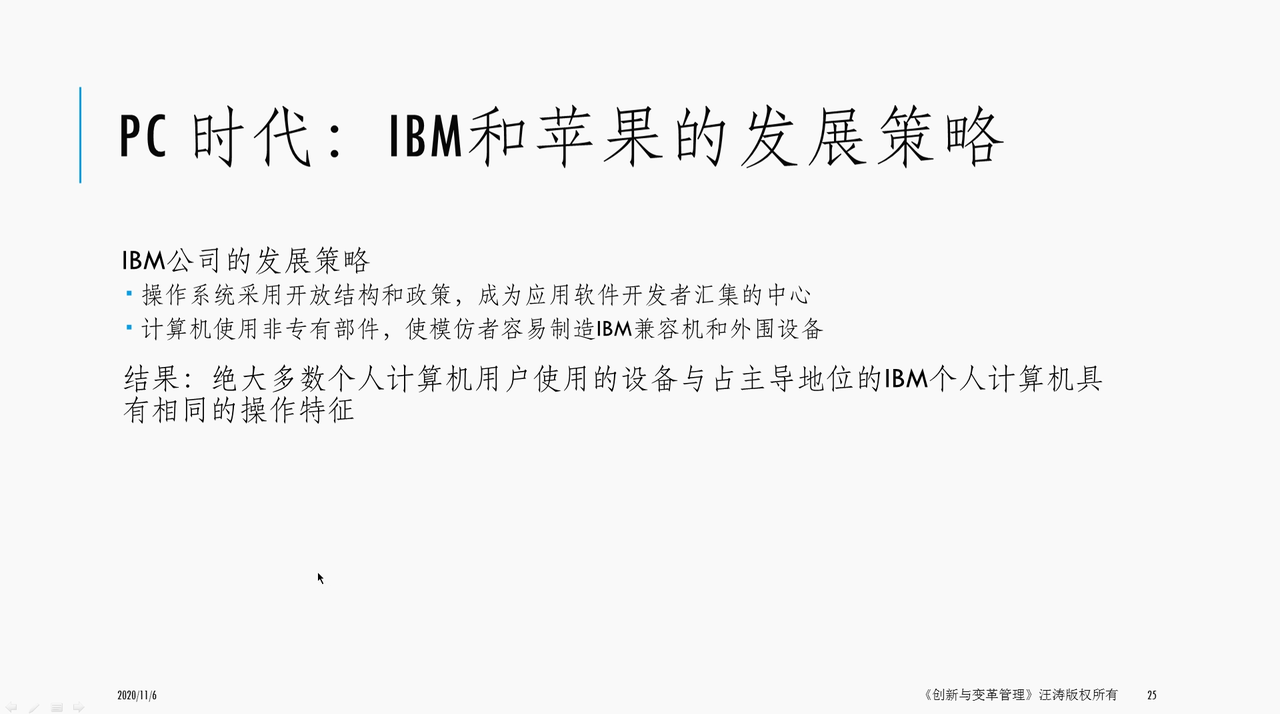 PC 时代： IBM和苹果的发展策略
IBM公司的发展策略
操作系统采用开放结构和政策，成为应用软件开发者汇集的中心
计算机使用非专有部件，使模仿者容易制造IBM兼容机和外围设备
结果：绝大多数个人计算机用户使用的设备与占主导地位的IBM个人计算机具
有相同的操作特征
2020/11/6
《创新与变革管理》汪涛版权所有
25